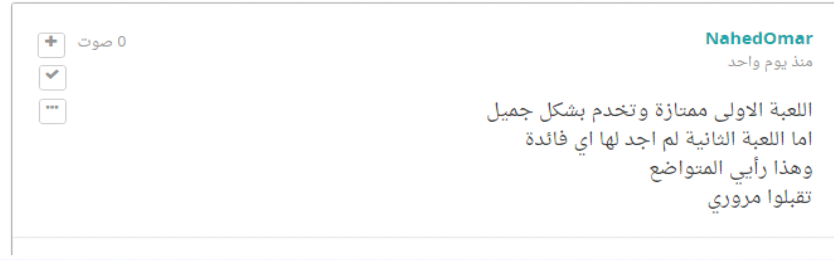 NahedOmar
0 صوت
منذ يوم واحد
اللعبة الاولى ممتازة وتخدم بشكل جميل
اما اللعبة الثانية لم اجد لها اي فائدة
وهذا رأيي المتواضع
تقبلوا مروري